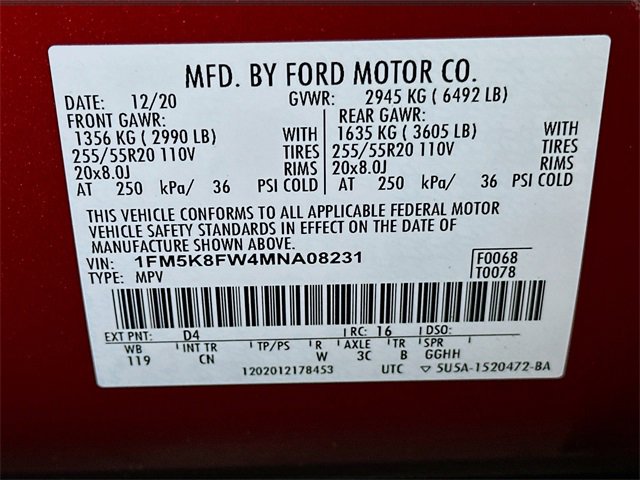 MFD. BY FORD MOTOR CO.
DATE: 12/20 GVWR: 2945 KG ( 6492 LB)
FRONT GAWR: REAR GAWR:
1356 KG ( 2990 LB) WITH 1635 KG ( 3605 LB) WITH
255/55R20 110V TIRES 255/55R20 110V TIRES
20x8.0J RIMS 20x8.0J RIMS
AT 250 kPa/ 36 PSI COLD AT 250 kPa/ 36 PSI COLD
THIS VEHICLE CONFORMS TO ALL APPLICABLE FEDERAL MOTOR
VEHICLE SAFETY STANDARDS IN EFFECT ON THE DATE OF
MANUFACTURE SHOWN ABOVE.
VIN: 1FM5K8FW4MNA08231 F0068
TYPE: MPV T0078
EXT PNT: D4 RC: 16 DSO:
WB INT TR TP/PS R AXLE TR SPR
119 CN W 3C B GGHH
1202012178453 UTC ▽ 5U5A-1520472-BA